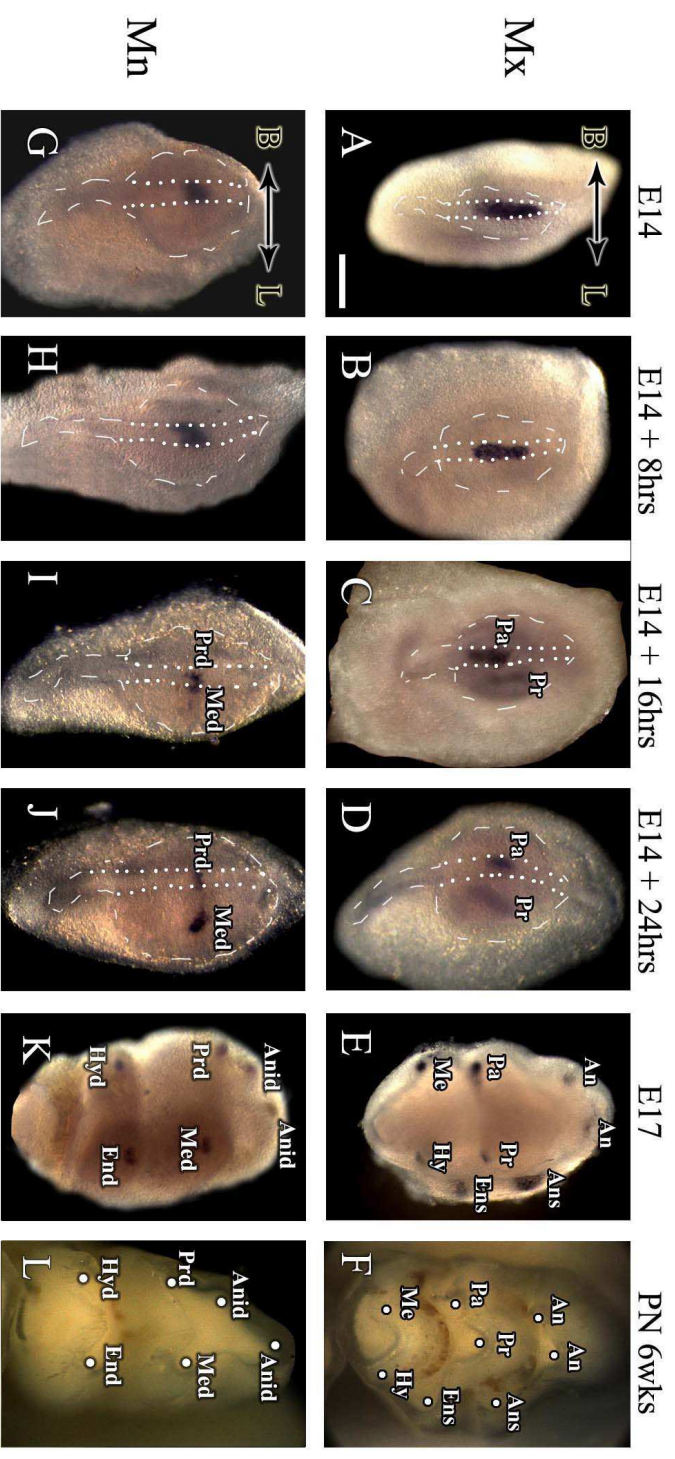 E14 E14 + 8hrs E14 + 16hrs E14 + 24hrs E17 PN 6wks
Mx
B L
A
B
Pr
Pa
C
Pa Pr
D
An An
Ans
Pa Pr
Ens
Me Hy
E
An An
Ans
Pa Pr
Ens
Me Hy
F
Mn
B L
G
H
Prd Med
I
Prd Med
J
Anid Anid
Prd Med
Hyd End
K
Anid Anid
Prd Med
Hyd End
L